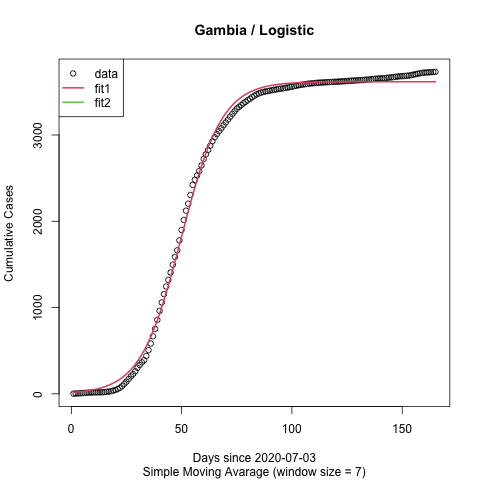 Gambia / Logistic
data
fit1
fit2
Cumulative Cases
3000
2000
1000
0
0 50 100 150
Days since 2020-07-03
Simple Moving Avarage (window size = 7)